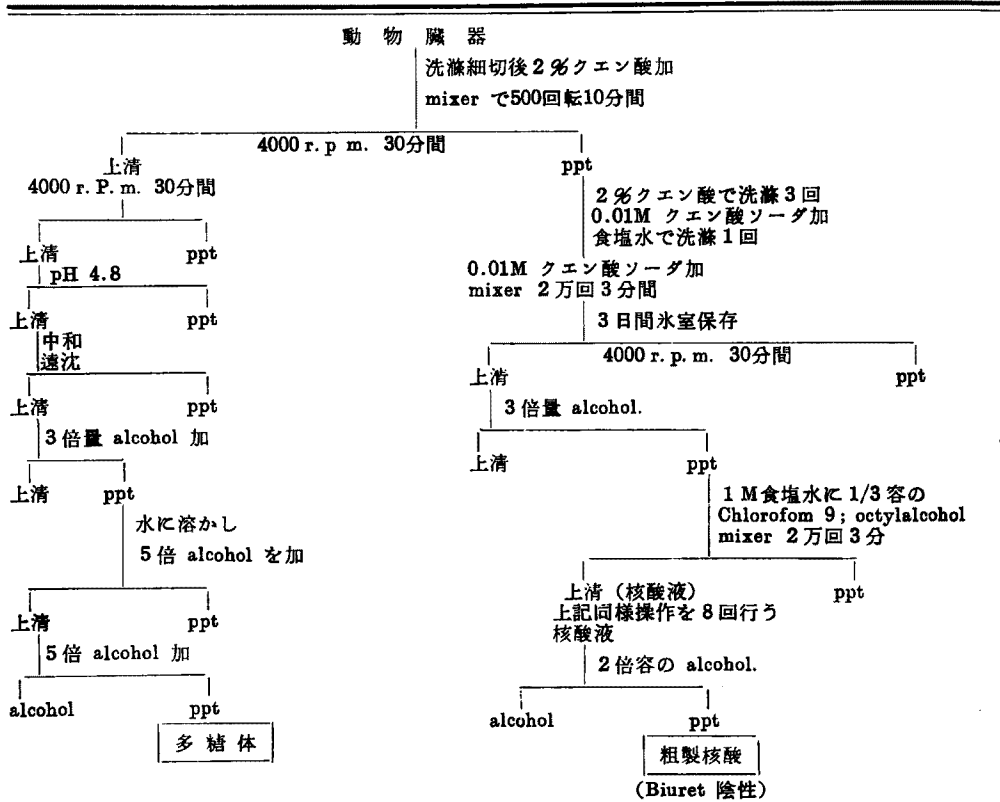 動物臓器
洗滌細切後2%クエン酸加
mixer で500回転10分間
4000 r. p m. 30分間
上清
4000 r. P. m. 30分間
上清 ppt
pH 4.8
上清 ppt
中和
遠沈
上清 ppt
3倍量 alcohol 加
上清 ppt
水に溶かし
5倍 alcohol を加
上清 ppt
5倍 alcohol 加
alcohol ppt
多糖体
ppt
2%クエン酸で洗滌3回
0.01M クエン酸ソーダ加
食塩水で洗滌1回
0.01M クエン酸ソーダ加
mixer 2万回3分間
3日間氷室保存
4000 r. p. m. 30分間
上清 ppt
3倍量 alcohol.
上清 ppt
1M食塩水に1/3容の
Chlorofom 9; octylalcohol
mixer 2万回3分
上清(核酸液) ppt
上記同様操作を8回行う
核酸液
2倍容の alcohol.
alcohol ppt
粗製核酸
(Biuret 陰性)